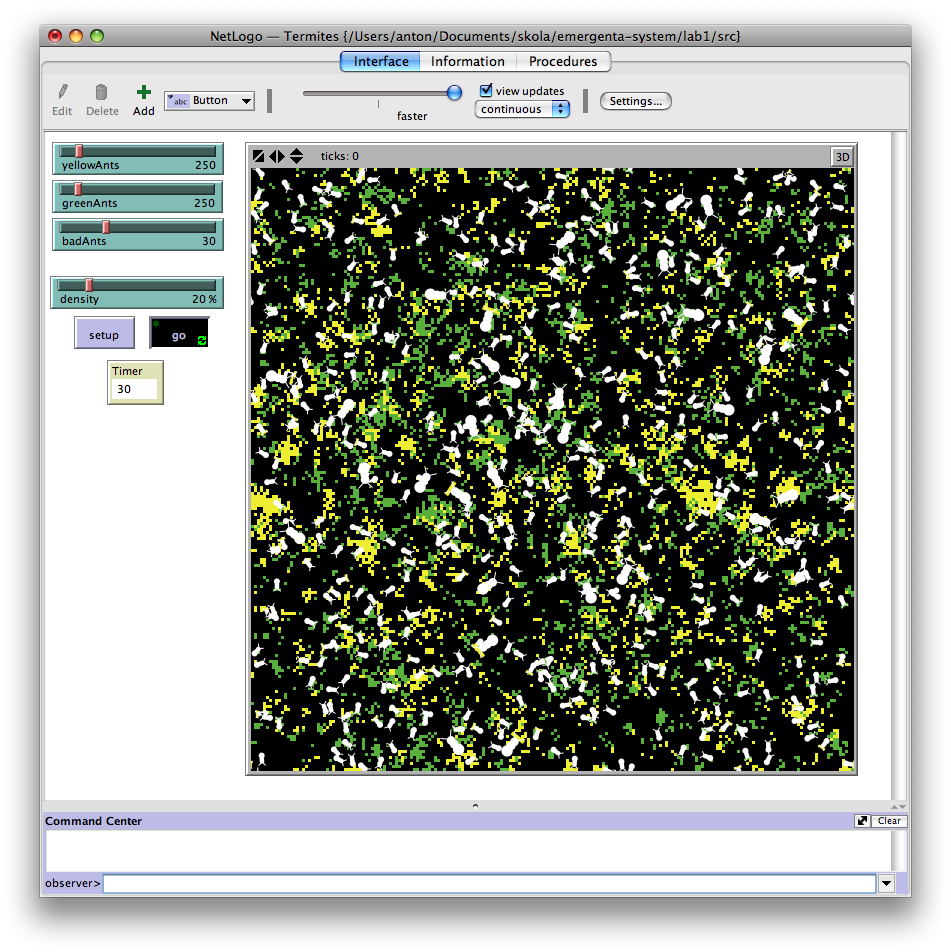 NetLogo — Termites {/Users/anton/Documents/skola/emergenta-system/lab1/src}
Interface Information Procedures
Edit Delete Add abc Button faster view updates continuous Settings...
ticks: 0 3D
yellowAnts 250
greenAnts 250
badAnts 30
density 20 %
setup go
Timer
30
Command Center Clear
observer>